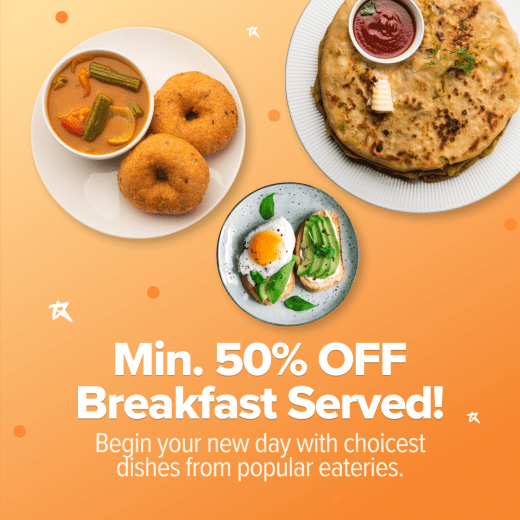 Min. 50% OFF
Breakfast Served!
Begin your new day with choicest
dishes from popular eateries.